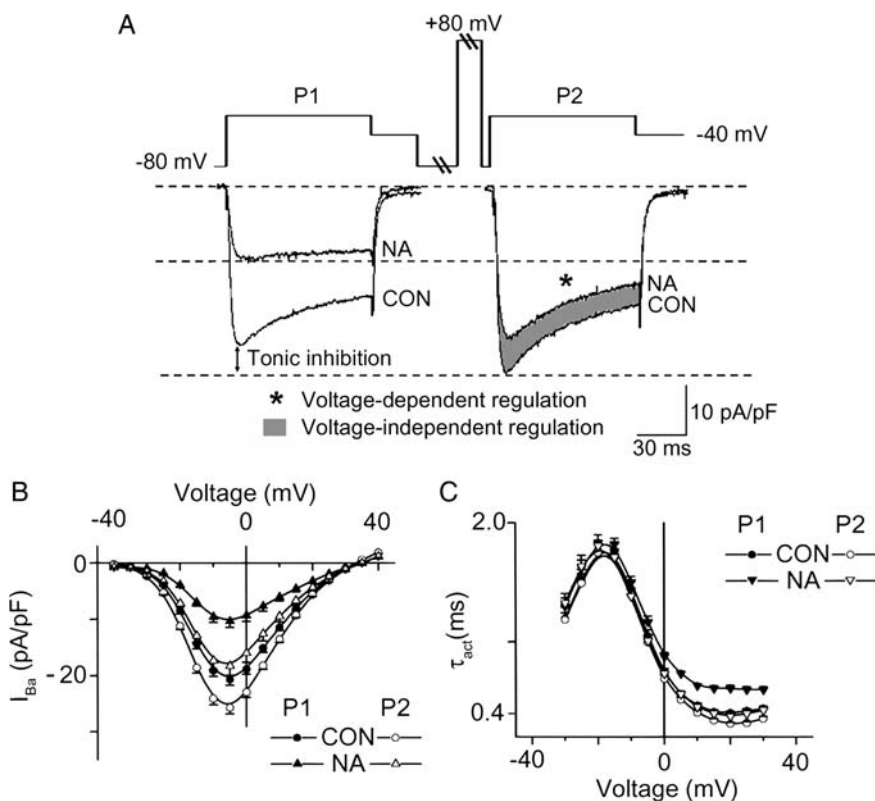 A
+80 mV
P1
P2
-80 mV
-40 mV
NA
CON
*
NA
CON
Tonic inhibition
* Voltage-dependent regulation
Voltage-independent regulation
10 pA/pF
30 ms
B
Voltage (mV)
-40 0 40
0
-20
I_Ba (pA/pF)
P1 P2
CON
NA
C
2.0
0.4
τ_act(ms)
P1 P2
CON
NA
-40 0 40
Voltage (mV)